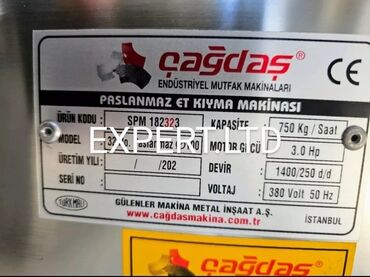 çağdaş®
ENDÜSTRİYEL MUTFAK MAKİNALARI
CE
PASLANMAZ ET KIYMA MAKİNASI
ÜRÜN KODU : SPM 182323 KAPASİTE 750 Kg / Saat
EXPERT LTD
MODEL MOTOR GÜCÜ : 3.0 Hp
ÜRETİM YILI : / /202 DEVİR : 1400/250 d/d
SERİ NO : VOLTAJ : 380 Volt 50 Hz
TÜRK MALI
GÜLENLER MAKİNA METAL İNŞAAT A.Ş.
www.cagdasmakina.com.tr İSTANBUL
çağdaş®